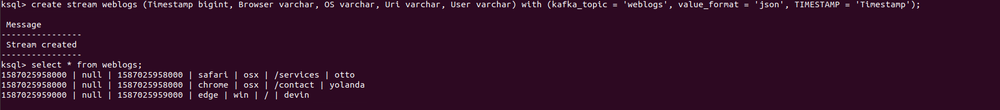 ksql> create stream weblogs (Timestamp bigint, Browser varchar, OS varchar, Uri varchar, User varchar) with (kafka_topic = 'weblogs', value_format = 'json', TIMESTAMP = 'Timestamp');
Message
----------------
Stream created
----------------
ksql> select * from weblogs;
1587025958000 | null | 1587025958000 | safari | osx | /services | otto
1587025958000 | null | 1587025958000 | chrome | osx | /contact | yolanda
1587025959000 | null | 1587025959000 | edge | win | / | devin